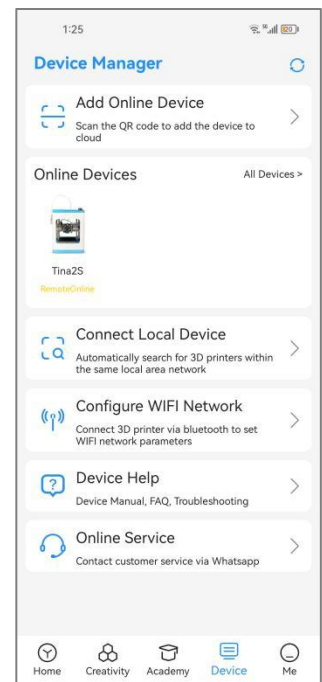 1:25
Device Manager
Add Online Device
Scan the QR code to add the device to
cloud
Online Devices
All Devices >
Tina2S
RemoteOnline
Connect Local Device
Automatically search for 3D printers within
the same local area network
Configure WIFI Network
Connect 3D printer via bluetooth to set
WIFI network parameters
Device Help
Device Manual, FAQ, Troubleshooting
Online Service
Contact customer service via Whatsapp
Home Creativity Academy Device Me